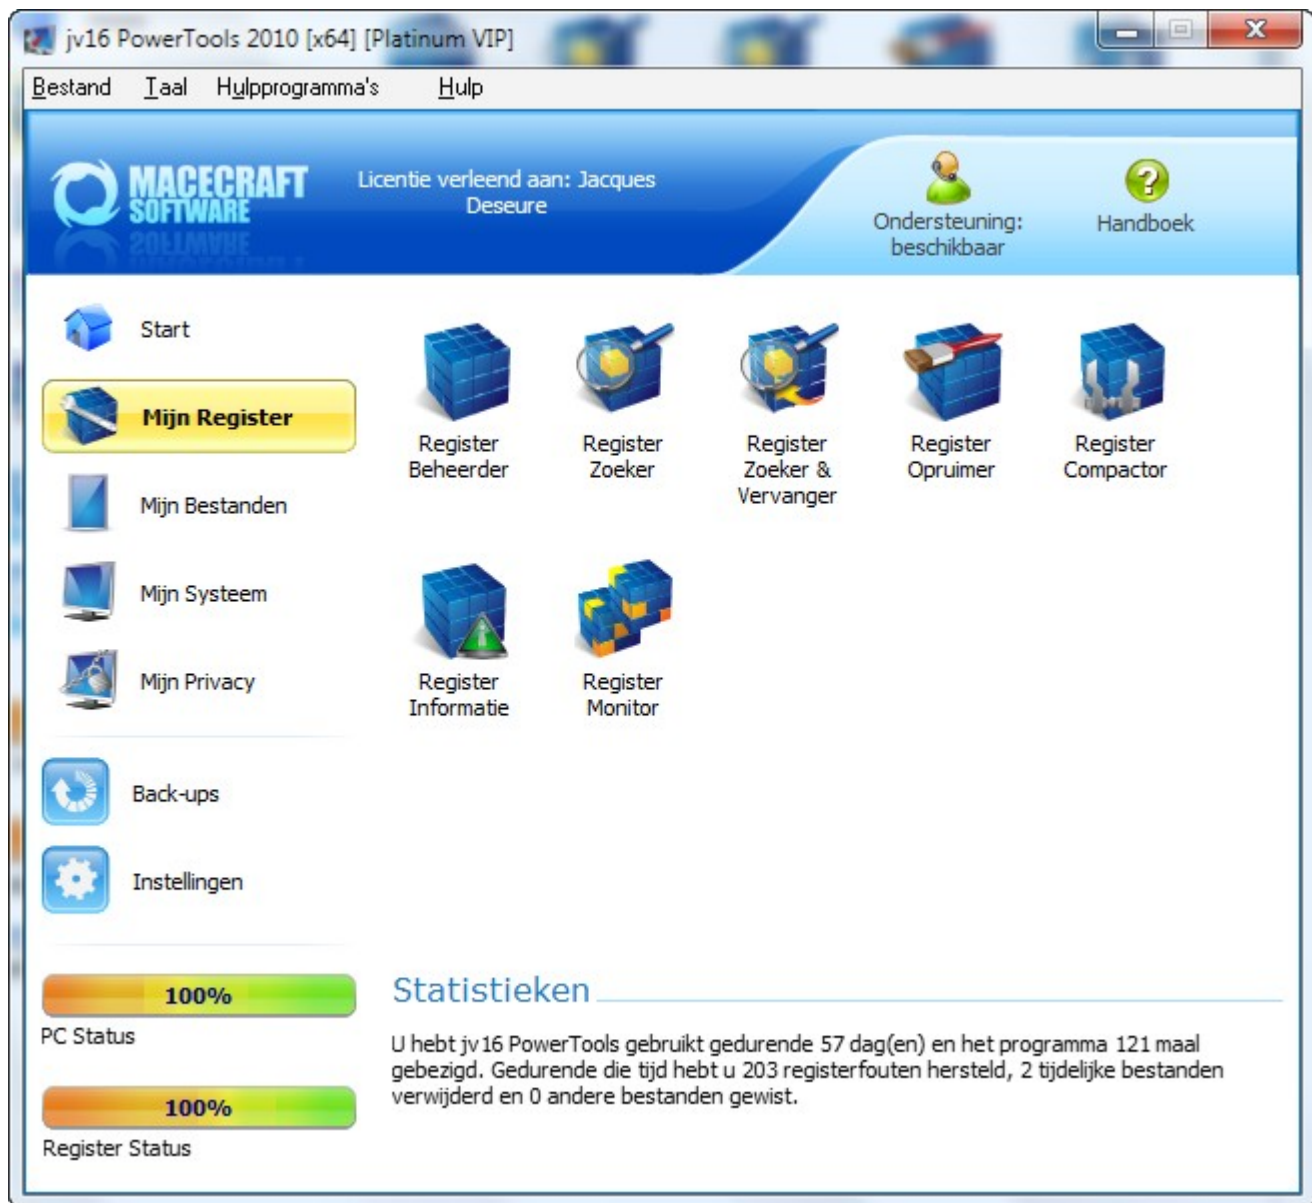 jv16 PowerTools 2010 [x64] [Platinum VIP]
Bestand Taal Hulpprogramma's Hulp
MACECRAFT
SOFTWARE
Licentie verleend aan: Jacques
Deseure
Ondersteuning:
beschikbaar
Handboek
Start
Mijn Register
Mijn Bestanden
Mijn Systeem
Mijn Privacy
Back-ups
Instellingen
100%
PC Status
100%
Register Status
Register
Beheerder
Register
Zoeker
Register
Zoeker &
Vervanger
Register
Opruimer
Register
Compactor
Register
Informatie
Register
Monitor
Statistieken
U hebt jv16 PowerTools gebruikt gedurende 57 dag(en) en het programma 121 maal
gebezigd. Gedurende die tijd hebt u 203 registerfouten hersteld, 2 tijdelijke bestanden
verwijderd en 0 andere bestanden gewist.